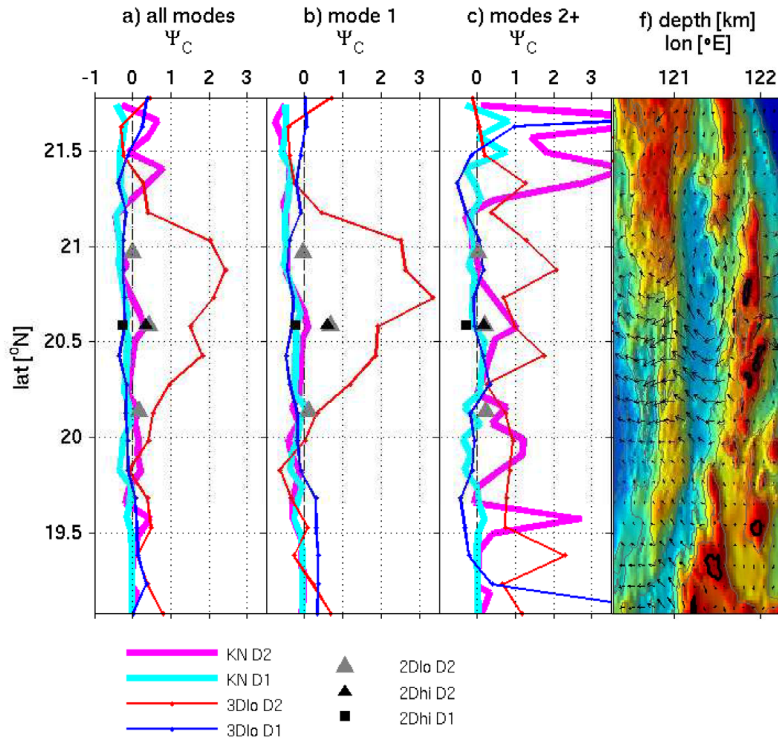 a) all modes b) mode 1 c) modes 2+ f) depth [km]
Ψ_C Ψ_C Ψ_C lon [°E]
-1 0 1 2 3 0 1 2 3 0 1 2 3 121 122
21.5
21
20.5
20
19.5
lat [°N]
KN D2
KN D1
3Dlo D2
3Dlo D1
2Dlo D2
2Dhi D2
2Dhi D1